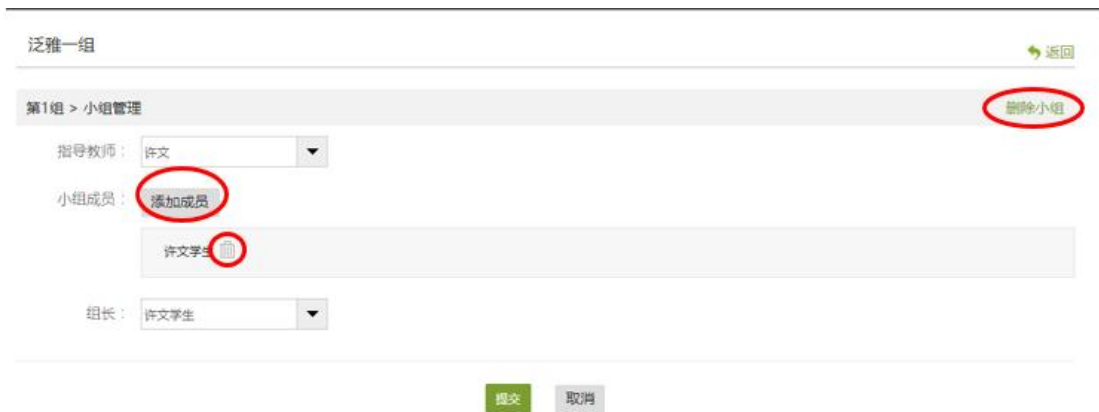 泛雅一组
返回
第1组 > 小组管理
删除小组
指导教师： 许文
小组成员： 添加成员
许文学生
组长： 许文学生
提交 取消